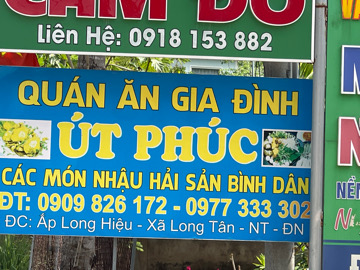 CẦM ĐỒ
Liên Hệ: 0918 153 882
QUÁN ĂN GIA ĐÌNH
ÚT PHÚC
CÁC MÓN NHẬU HẢI SẢN BÌNH DÂN
ĐT: 0909 826 172 - 0977 333 302
ĐC: Ấp Long Hiệu - Xã Long Tân - NT - ĐN